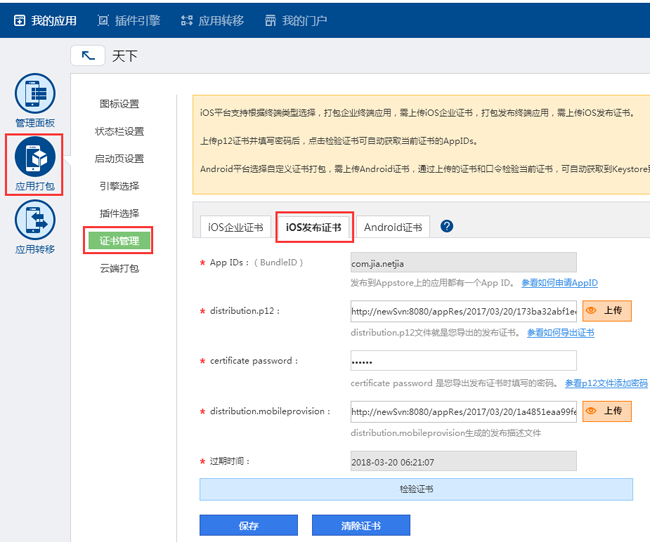 我的应用 插件引擎 应用转移 我的门户
天下
管理面板
应用打包
应用转移
图标设置
状态栏设置
启动页设置
引擎选择
插件选择
证书管理
云端打包
iOS平台支持根据终端类型选择，打包企业终端应用，需上传iOS企业证书，打包发布终端应用，需上传iOS发布证书。
上传p12证书并填写密码后，点击检验证书可自动获取当前证书的AppIDs。
Android平台选择自定义证书打包，需上传Android证书，通过上传的证书和口令检验当前证书，可自动获取到Keystore
iOS企业证书 iOS发布证书 Android证书 ?
* App IDs：（BundleID） com.jia.netjia
发布到Appstore上的应用都有一个App ID。 参看如何申请AppID
* distribution.p12： http://newSvn:8080/appRes/2017/03/20/173ba32abf1e 上传
distribution.p12文件就是您导出的发布证书。 参看如何导出证书
* certificate password： ••••••
certificate password 是您导出发布证书时填写的密码。 参看p12文件添加密码
* distribution.mobileprovision： http://newSvn:8080/appRes/2017/03/20/1a4851eaa99fe 上传
distribution.mobileprovision生成的发布描述文件
* 过期时间： 2018-03-20 06:21:07
检验证书
保存 清除证书